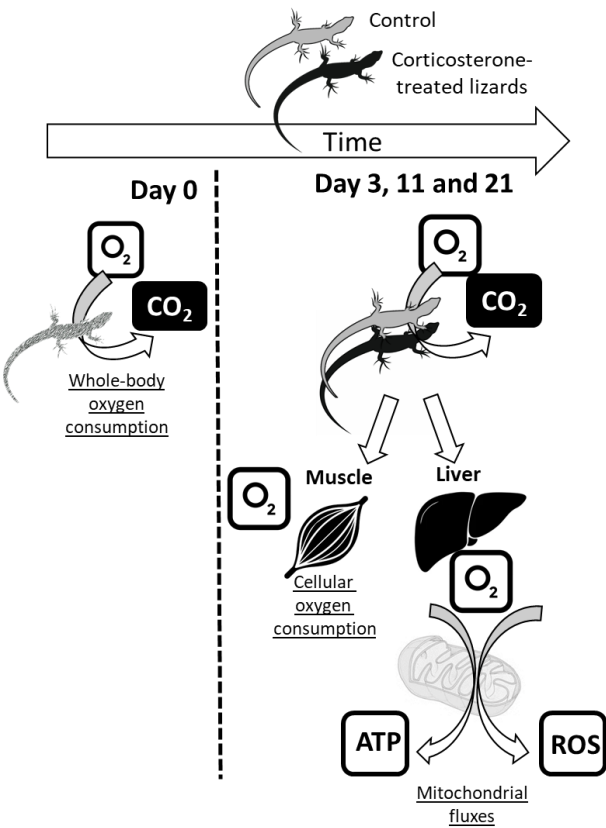 Control
Corticosterone-
treated lizards
Time
Day 0
Day 3, 11 and 21
O2
CO2
Whole-body
oxygen
consumption
O2
CO2
Muscle
Liver
O2
Cellular
oxygen
consumption
O2
ATP
ROS
Mitochondrial
fluxes